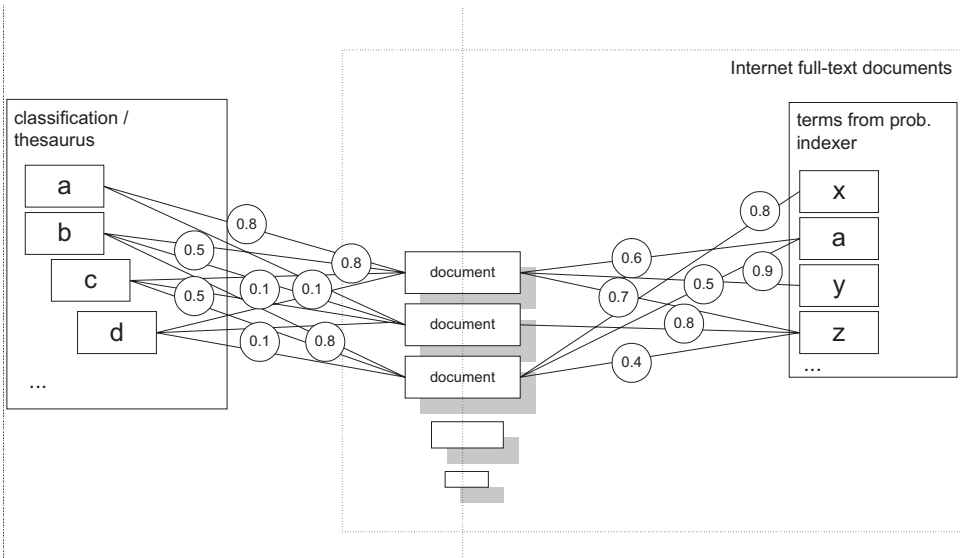 Internet full-text documents
classification /
thesaurus
a
b
c
d
...
0.8
0.5
0.8
0.5
0.1
0.1
0.1
0.8
document
document
document
0.6
0.8
0.9
0.5
0.7
0.8
0.4
terms from prob.
indexer
x
a
y
z
...